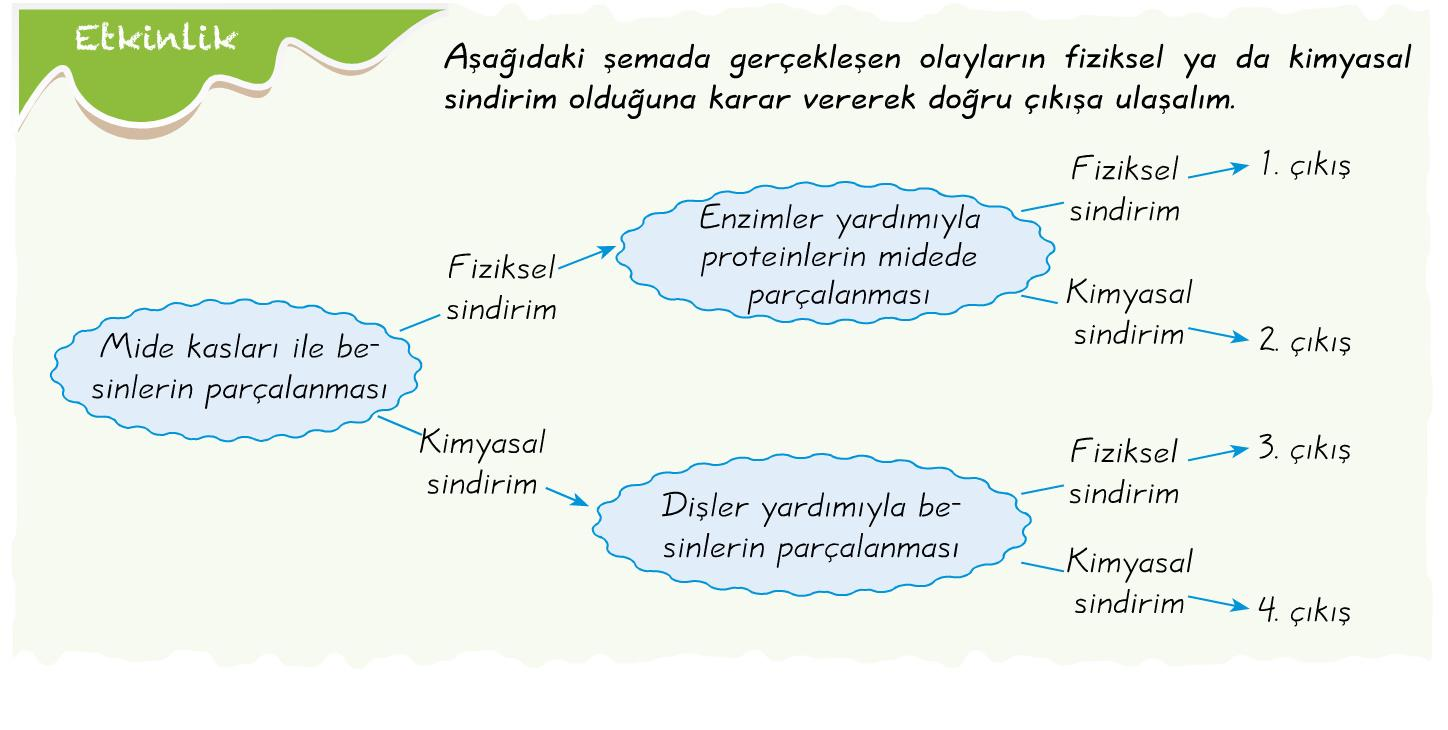 Etkinlik
Aşağıdaki şemada gerçekleşen olayların fiziksel ya da kimyasal
sindirim olduğuna karar vererek doğru çıkışa ulaşalım.
Mide kasları ile be-
sinlerin parçalanması
Fiziksel
sindirim
Kimyasal
sindirim
Enzimler yardımıyla
proteinlerin midede
parçalanması
Fiziksel
sindirim
1. çıkış
Kimyasal
sindirim
2. çıkış
Dişler yardımıyla be-
sinlerin parçalanması
Fiziksel
sindirim
3. çıkış
Kimyasal
sindirim
4. çıkış